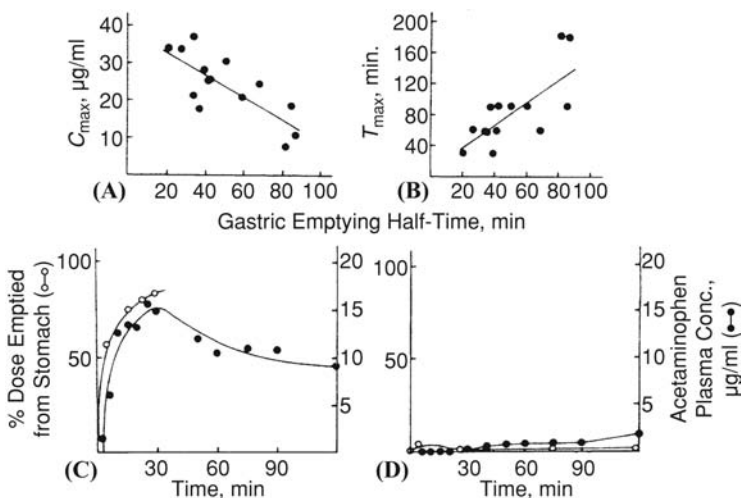 40
30
20
10
Cmax, µg/ml
(A)
20 40 60 80 100
200
160
120
80
40
Tmax, min.
(B)
20 40 60 80 100
Gastric Emptying Half-Time, min
100
50
% Dose Emptied
from Stomach (o-o)
20
15
10
5
(C)
30 60 90
Time, min
100
50
20
15
10
5
Acetaminophen
Plasma Conc.,
µg/ml (●-●)
(D)
30 90
Time, min